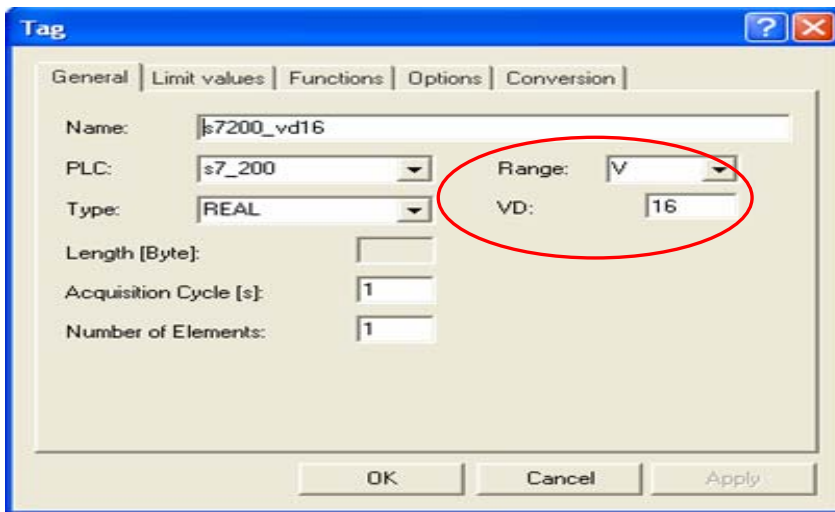 Tag
General Limit values Functions Options Conversion
Name: s7200_vd16
PLC: s7_200 Range: V
Type: REAL VD: 16
Length [Byte]:
Acquisition Cycle [s]: 1
Number of Elements: 1
OK Cancel Apply